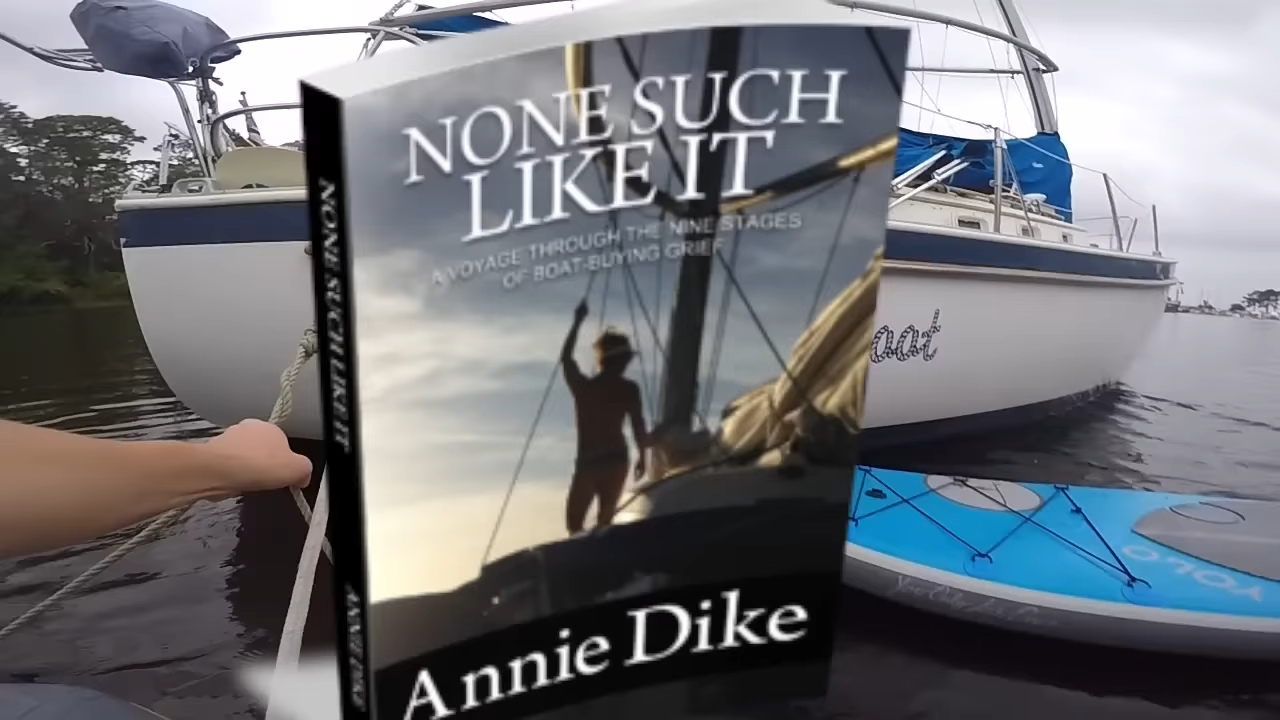 NONE SUCH
LIKE IT
A VOYAGE THROUGH THE NINE STAGES
OF BOAT-BUYING GRIEF
Annie Dike
NONE SUCH LIKE IT
ANNIE DIKE
oat
YOLO